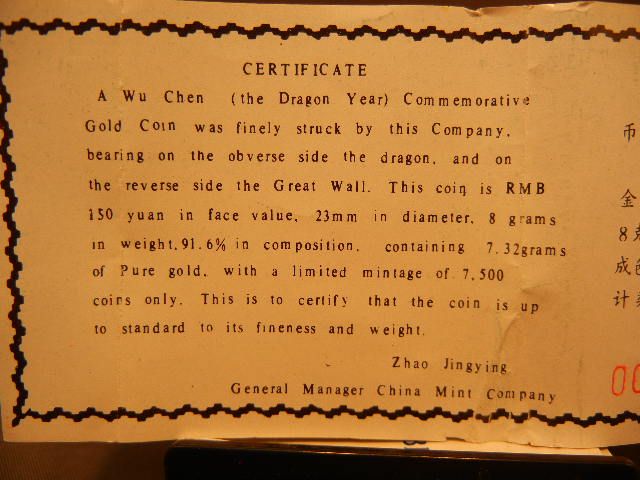 CERTIFICATE
A Wu Chen (the Dragon Year) Commemorative
Gold Coin was finely struck by this Company,
bearing on the obverse side the dragon, and on
the reverse side the Great Wall. This coin is RMB
150 yuan in face value, 23mm in diameter, 8 grams
in weight,91.6% in composition, containing 7.32grams
of Pure gold, with a limited mintage of 7,500
coins only. This is to certify that the coin is up
to standard to its fineness and weight.
Zhao Jingying
General Manager China Mint Company
币
金
8克
成色
计
00